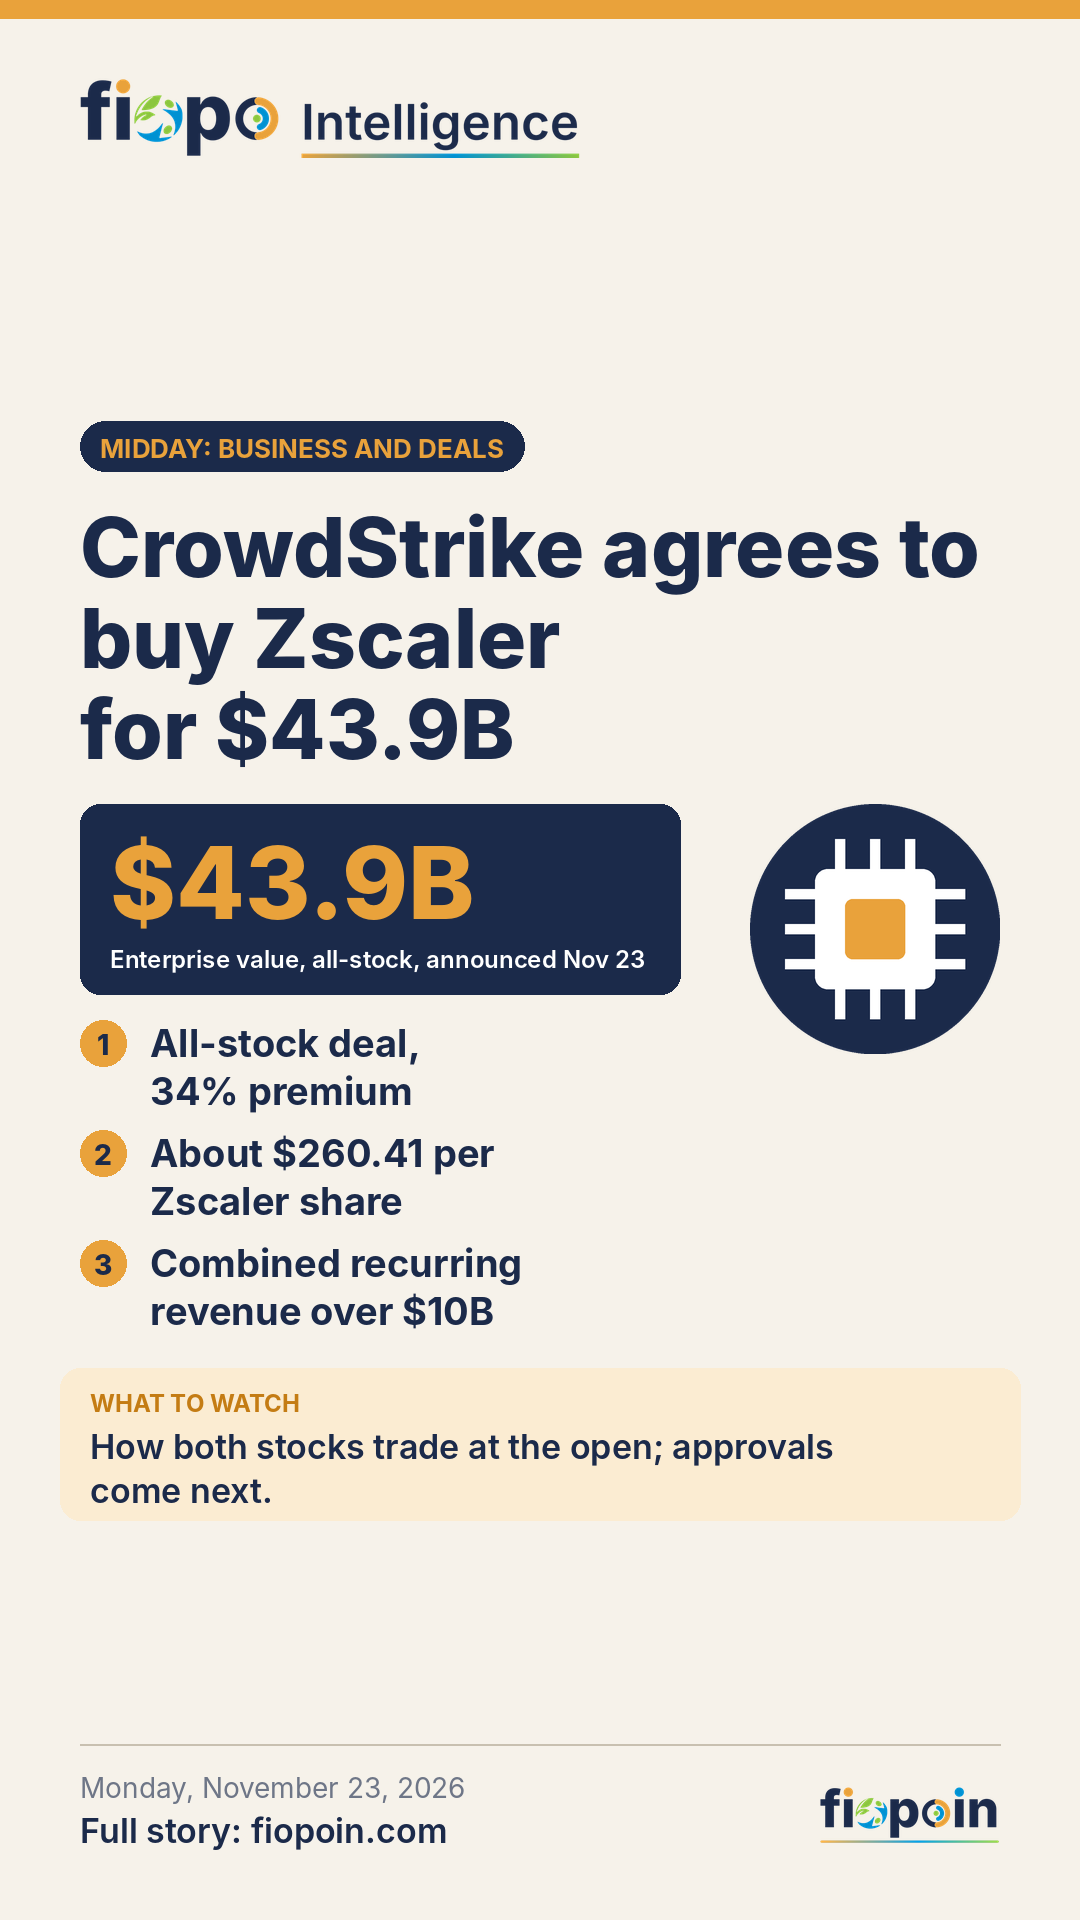 fiopo Intelligence
MIDDAY: BUSINESS AND DEALS
CrowdStrike agrees to
buy Zscaler
for $43.9B
$43.9B
Enterprise value, all-stock, announced Nov 23
1 All-stock deal,
34% premium
2 About $260.41 per
Zscaler share
3 Combined recurring
revenue over $10B
WHAT TO WATCH
How both stocks trade at the open; approvals
come next.
Monday, November 23, 2026
Full story: fiopoin.com
fiopoin